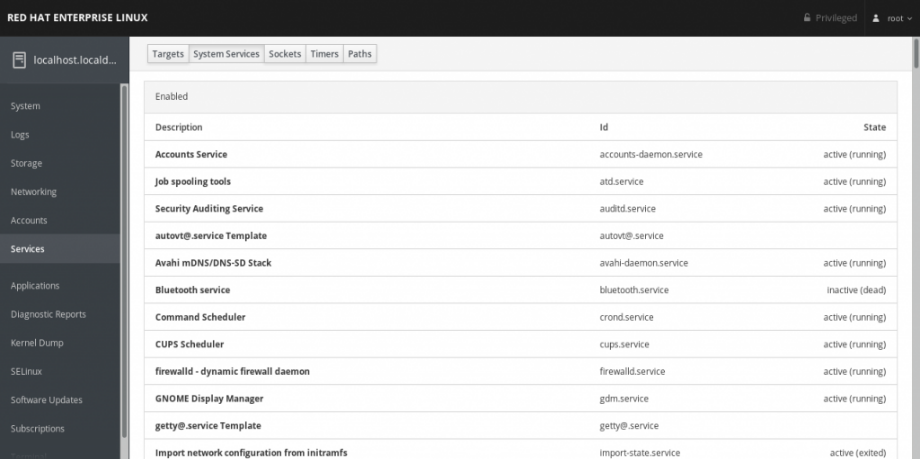 RED HAT ENTERPRISE LINUX
Privileged
root
localhost.locald...
Targets System Services Sockets Timers Paths
System
Logs
Storage
Networking
Accounts
Services
Applications
Diagnostic Reports
Kernel Dump
SELinux
Software Updates
Subscriptions
Enabled
Description Id State
Accounts Service accounts-daemon.service active (running)
Job spooling tools atd.service active (running)
Security Auditing Service auditd.service active (running)
autovt@.service Template autovt@.service
Avahi mDNS/DNS-SD Stack avahi-daemon.service active (running)
Bluetooth service bluetooth.service inactive (dead)
Command Scheduler crond.service active (running)
CUPS Scheduler cups.service active (running)
firewalld - dynamic firewall daemon firewalld.service active (running)
GNOME Display Manager gdm.service active (running)
getty@.service Template getty@.service
Import network configuration from initramfs import-state.service active (exited)